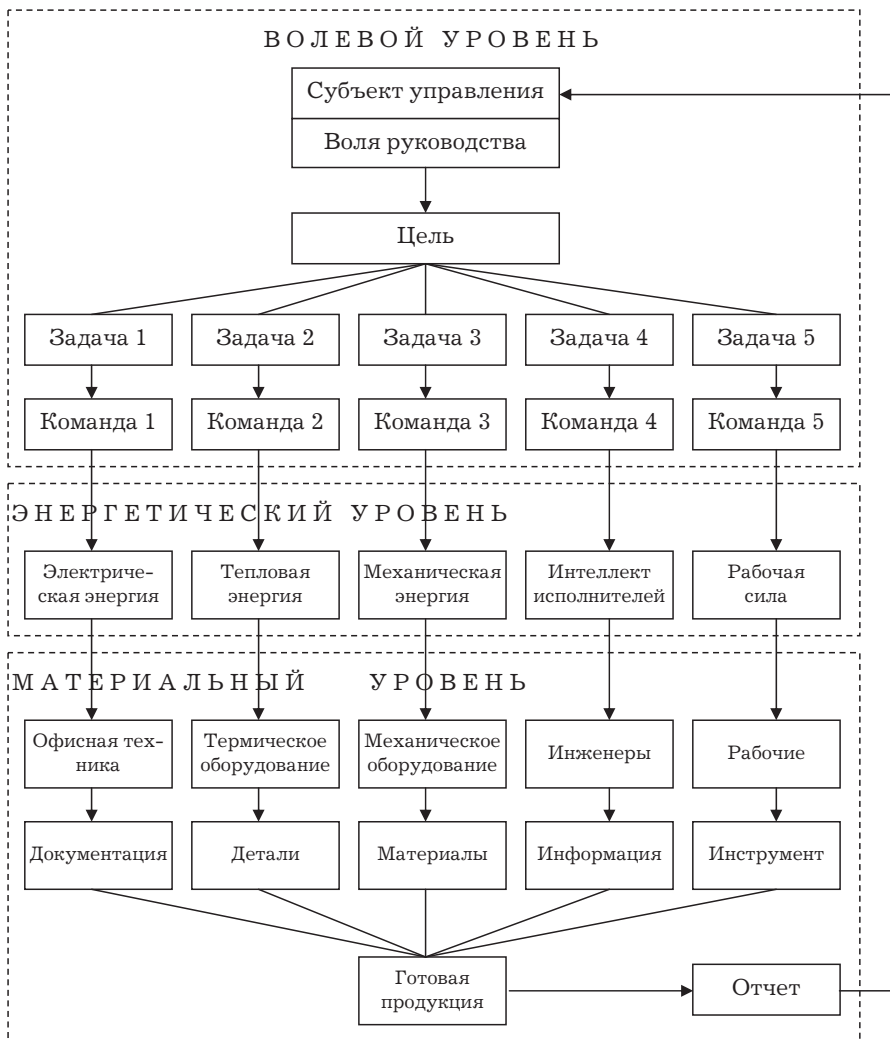 ВОЛЕВОЙ УРОВЕНЬ
Субъект управления
Воля руководства
Цель
Задача 1
Задача 2
Задача 3
Задача 4
Задача 5
Команда 1
Команда 2
Команда 3
Команда 4
Команда 5
ЭНЕРГЕТИЧЕСКИЙ УРОВЕНЬ
Электриче-
ская энергия
Тепловая
энергия
Механическая
энергия
Интеллект
исполнителей
Рабочая
сила
МАТЕРИАЛЬНЫЙ УРОВЕНЬ
Офисная тех-
ника
Термическое
оборудование
Механическое
оборудование
Инженеры
Рабочие
Документация
Детали
Материалы
Информация
Инструмент
Готовая
продукция
Отчет